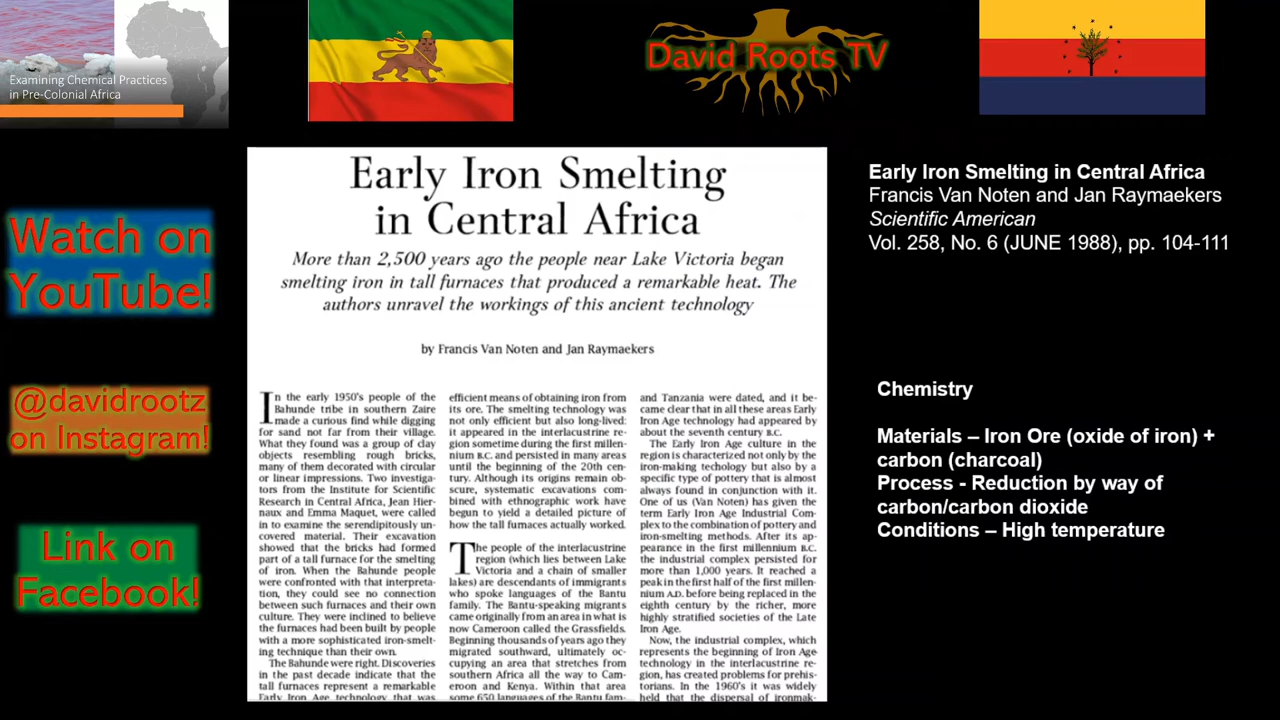 Examining Chemical Practices
in Pre-Colonial Africa
David Roots TV
Watch on
YouTube!
@davidrootz
on Instagram!
Link on
Facebook!
Early Iron Smelting
in Central Africa
More than 2,500 years ago the people near Lake Victoria began
smelting iron in tall furnaces that produced a remarkable heat. The
authors unravel the workings of this ancient technology
by Francis Van Noten and Jan Raymaekers
In the early 1950's people of the
Bahunde tribe in southern Zaire
made a curious find while digging
for sand not far from their village.
What they found was a group of clay
objects resembling rough bricks,
many of them decorated with circular
or linear impressions. Two investiga-
tors from the Institute for Scientific
Research in Central Africa, Jean Hier-
naux and Emma Maquet, were called
in to examine the serendipitously un-
covered material. Their excavation
showed that the bricks had formed
part of a tall furnace for the smelting
of iron. When the Bahunde people
were confronted with that interpreta-
tion, they could see no connection
between such furnaces and their own
culture. They were inclined to believe
the furnaces had been built by people
with a more sophisticated iron-smelt-
ing technique than their own.
The Bahunde were right. Discoveries
in the past decade indicate that the
tall furnaces represent a remarkable
Early Iron Age technology that was
efficient means of obtaining iron from
its ore. The smelting technology was
not only efficient but also long-lived:
it appeared in the interlacustrine re-
gion sometime during the first millen-
nium B.C. and persisted in many areas
until the beginning of the 20th cen-
tury. Although its origins remain ob-
scure, systematic excavations com-
bined with ethnographic work have
begun to yield a detailed picture of
how the tall furnaces actually worked.
The people of the interlacustrine
region (which lies between Lake
Victoria and a chain of smaller
lakes) are descendants of immigrants
who spoke languages of the Bantu
family. The Bantu-speaking migrants
came originally from an area in what is
now Cameroon called the Grassfields.
Beginning thousands of years ago they
migrated southward, ultimately oc-
cupying an area that stretches from
southern Africa all the way to Cam-
eroon and Kenya. Within that area
some 650 languages of the Bantu fam-
and Tanzania were dated, and it be-
came clear that in all these areas Early
Iron Age technology had appeared by
about the seventh century B.C.
The Early Iron Age culture in the
region is characterized not only by the
iron-making techology but also by a
specific type of pottery that is almost
always found in conjunction with it.
One of us (Van Noten) has given the
term Early Iron Age Industrial Com-
plex to the combination of pottery and
iron-smelting methods. After its ap-
pearance in the first millennium B.C.
the industrial complex persisted for
more than 1,000 years. It reached a
peak in the first half of the first millen-
nium A.D. before being replaced in the
eighth century by the richer, more
highly stratified societies of the Late
Iron Age.
Now, the industrial complex, which
represents the beginning of Iron Age
technology in the interlacustrine re-
gion, has created problems for prehis-
torians. In the 1960's it was widely
held that the dispersal of ironmak-
Early Iron Smelting in Central Africa
Francis Van Noten and Jan Raymaekers
Scientific American
Vol. 258, No. 6 (JUNE 1988), pp. 104-111
Chemistry
Materials – Iron Ore (oxide of iron) +
carbon (charcoal)
Process - Reduction by way of
carbon/carbon dioxide
Conditions – High temperature